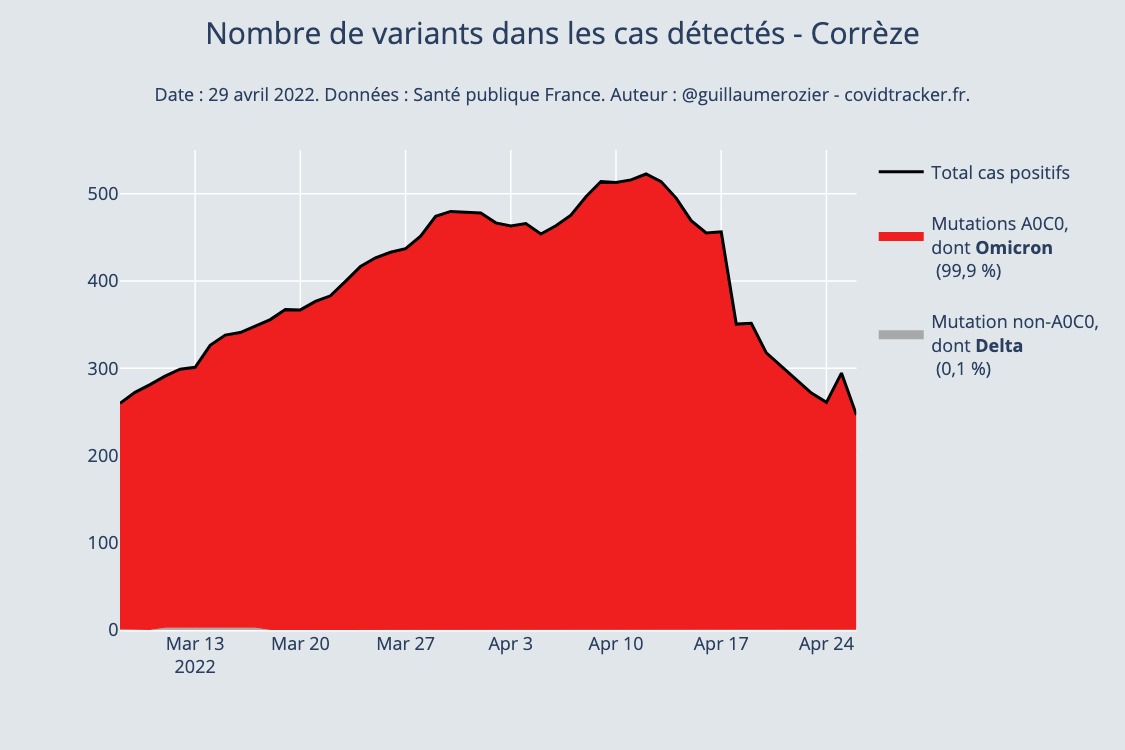 Nombre de variants dans les cas détectés - Corrèze
Date : 29 avril 2022. Données : Santé publique France. Auteur : @guillaumerozier - covidtracker.fr.
500
400
300
200
100
0
Mar 13
2022
Mar 20
Mar 27
Apr 3
Apr 10
Apr 17
Apr 24
Total cas positifs
Mutations A0C0,
dont Omicron
(99,9 %)
Mutation non-A0C0,
dont Delta
(0,1 %)